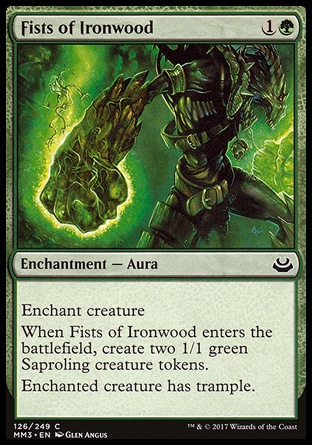 Fists of Ironwood 1
Enchantment — Aura
Enchant creature
When Fists of Ironwood enters the
battlefield, create two 1/1 green
Saproling creature tokens.
Enchanted creature has trample.
126/249 C
MM3 • EN Glen Angus
™ & © 2017 Wizards of the Coast